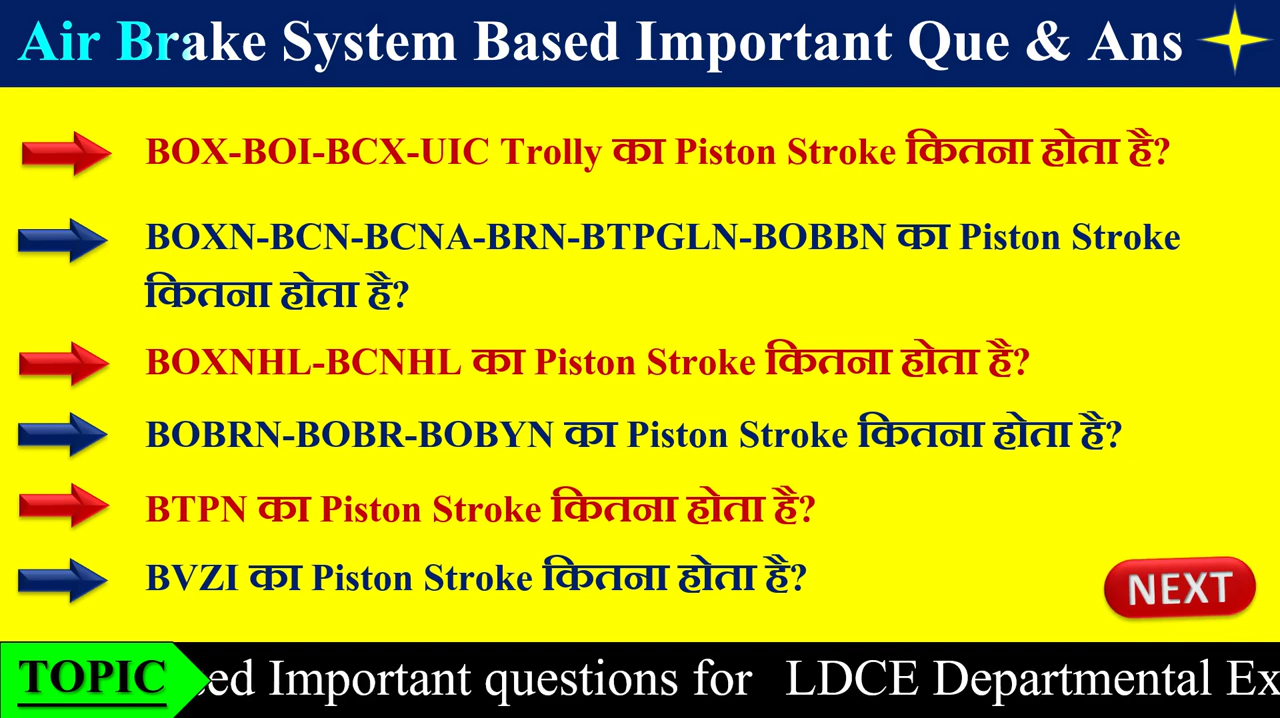 Air Brake System Based Important Que & Ans
BOX-BOI-BCX-UIC Trolly का Piston Stroke कितना होता है?
BOXN-BCN-BCNA-BRN-BTPGLN-BOBBN का Piston Stroke
कितना होता है?
BOXNHL-BCNHL का Piston Stroke कितना होता है?
BOBRN-BOBR-BOBYN का Piston Stroke कितना होता है?
BTPN का Piston Stroke कितना होता है?
BVZI का Piston Stroke कितना होता है?
NEXT
TOPIC ed Important questions for LDCE Departmental Ex